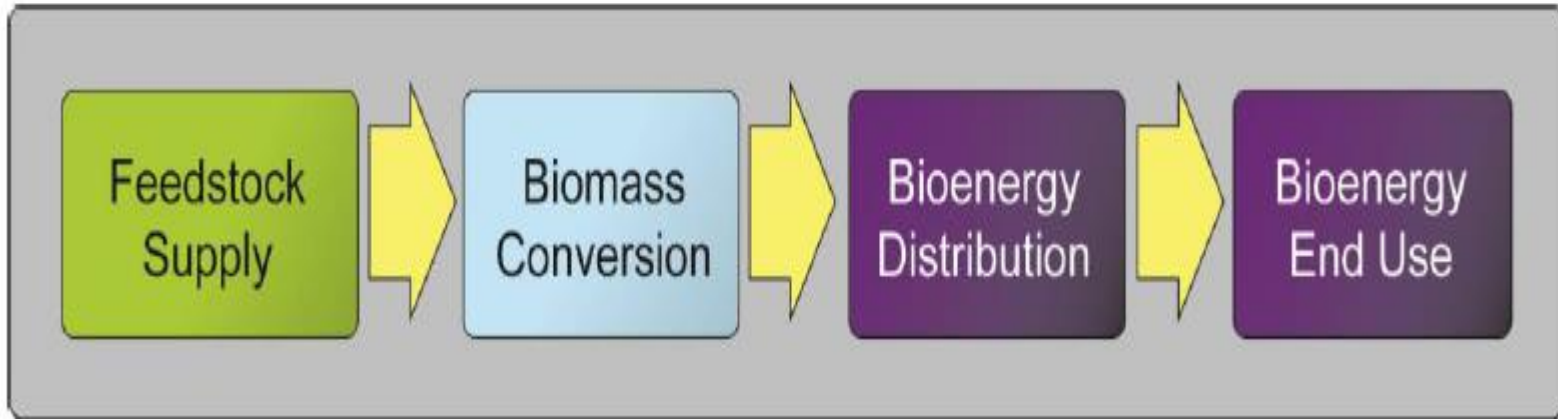 Feedstock
Supply
Biomass
Conversion
Bioenergy
Distribution
Bioenergy
End Use